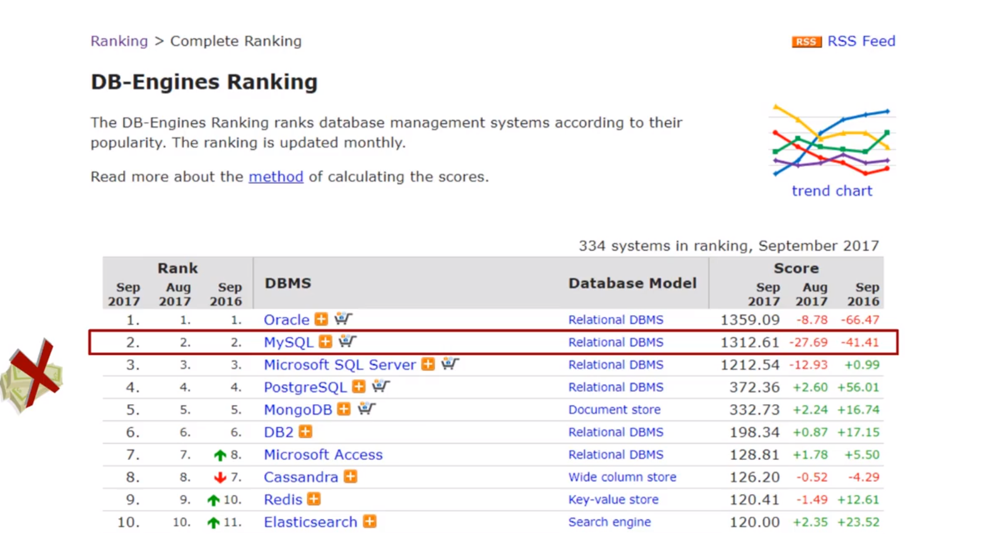 Ranking > Complete Ranking
RSS RSS Feed
DB-Engines Ranking
The DB-Engines Ranking ranks database management systems according to their
popularity. The ranking is updated monthly.
Read more about the method of calculating the scores.
trend chart
334 systems in ranking, September 2017
Rank DBMS Database Model Score
Sep Aug Sep Sep Aug Sep
2017 2017 2016 2017 2017 2016
1. 1. 1. Oracle Relational DBMS 1359.09 -8.78 -66.47
2. 2. 2. MySQL Relational DBMS 1312.61 -27.69 -41.41
3. 3. 3. Microsoft SQL Server Relational DBMS 1212.54 -12.93 +0.99
4. 4. 4. PostgreSQL Relational DBMS 372.36 +2.60 +56.01
5. 5. 5. MongoDB Document store 332.73 +2.24 +16.74
6. 6. 6. DB2 Relational DBMS 198.34 +0.87 +17.15
7. 7. 8. Microsoft Access Relational DBMS 128.81 +1.78 +5.50
8. 8. 7. Cassandra Wide column store 126.20 -0.52 -4.29
9. 9. 10. Redis Key-value store 120.41 -1.49 +12.61
10. 10. 11. Elasticsearch Search engine 120.00 +2.35 +23.52